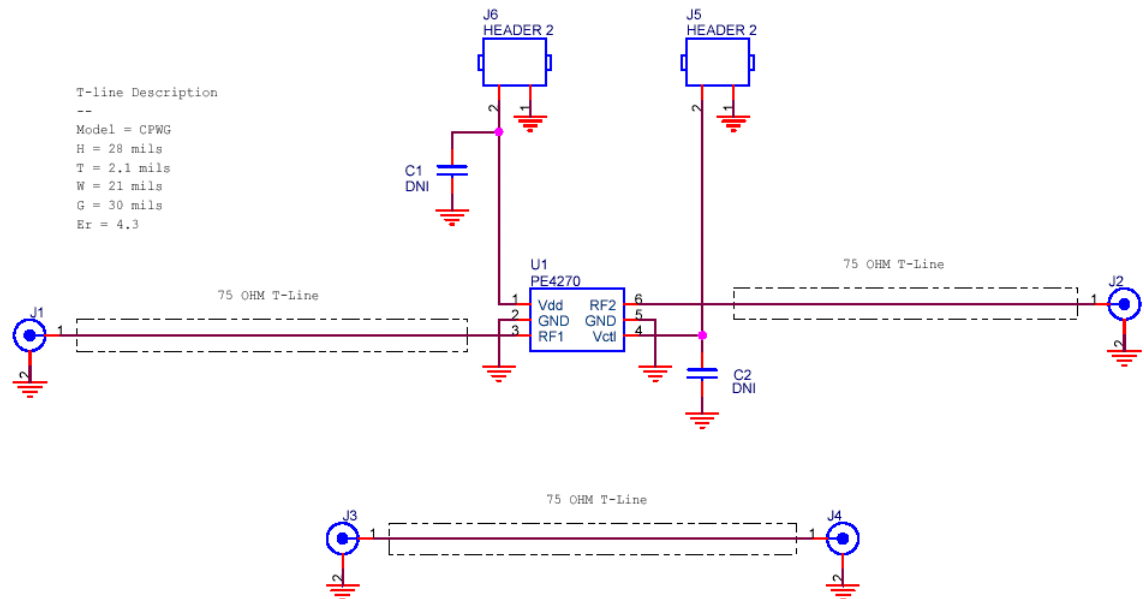 J6
HEADER 2
J5
HEADER 2
2
1
2
1
T-line Description
--
Model = CPWG
H = 28 mils
T = 2.1 mils
W = 21 mils
G = 30 mils
Er = 4.3
C1
DNI
U1
PE4270
75 OHM T-Line
75 OHM T-Line
J1
1
2
1 Vdd RF2 6
2 GND GND 5
3 RF1 Vctl 4
J2
1
2
C2
DNI
75 OHM T-Line
J3
1
2
J4
1
2